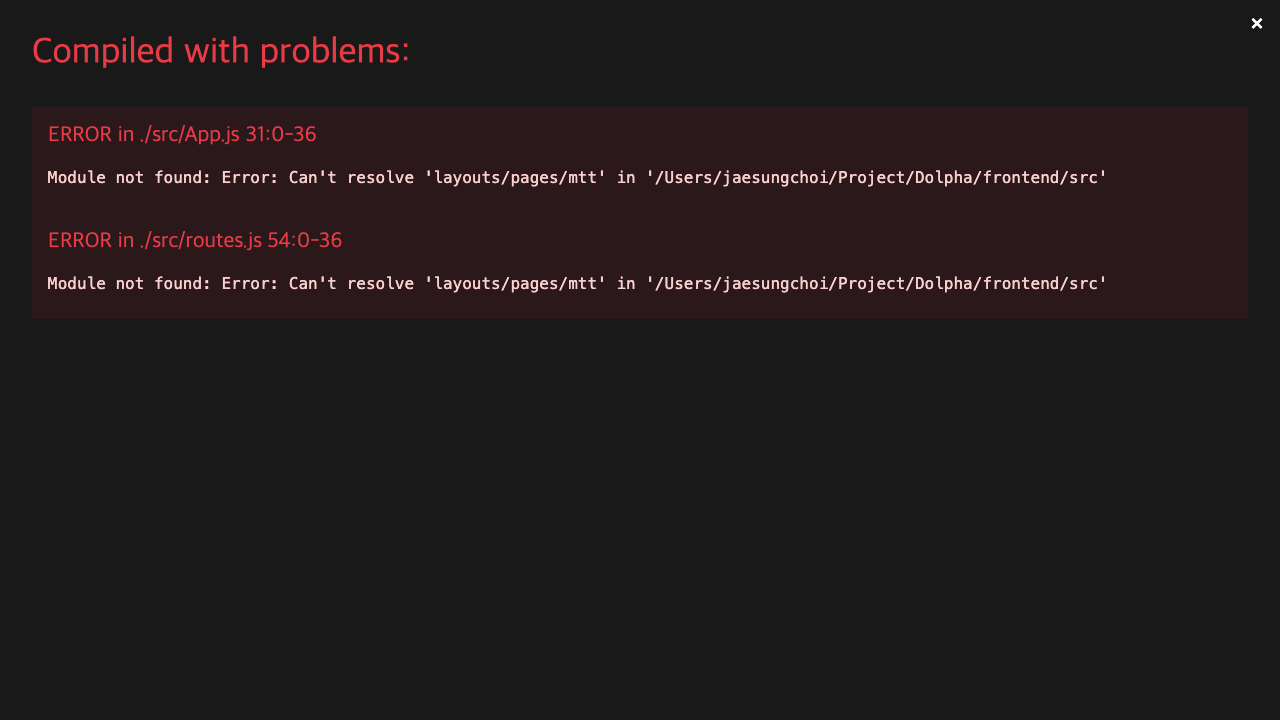 ×
Compiled with problems:
ERROR in ./src/App.js 31:0-36
Module not found: Error: Can't resolve 'layouts/pages/mtt' in '/Users/jaesungchoi/Project/Dolpha/frontend/src'
ERROR in ./src/routes.js 54:0-36
Module not found: Error: Can't resolve 'layouts/pages/mtt' in '/Users/jaesungchoi/Project/Dolpha/frontend/src'